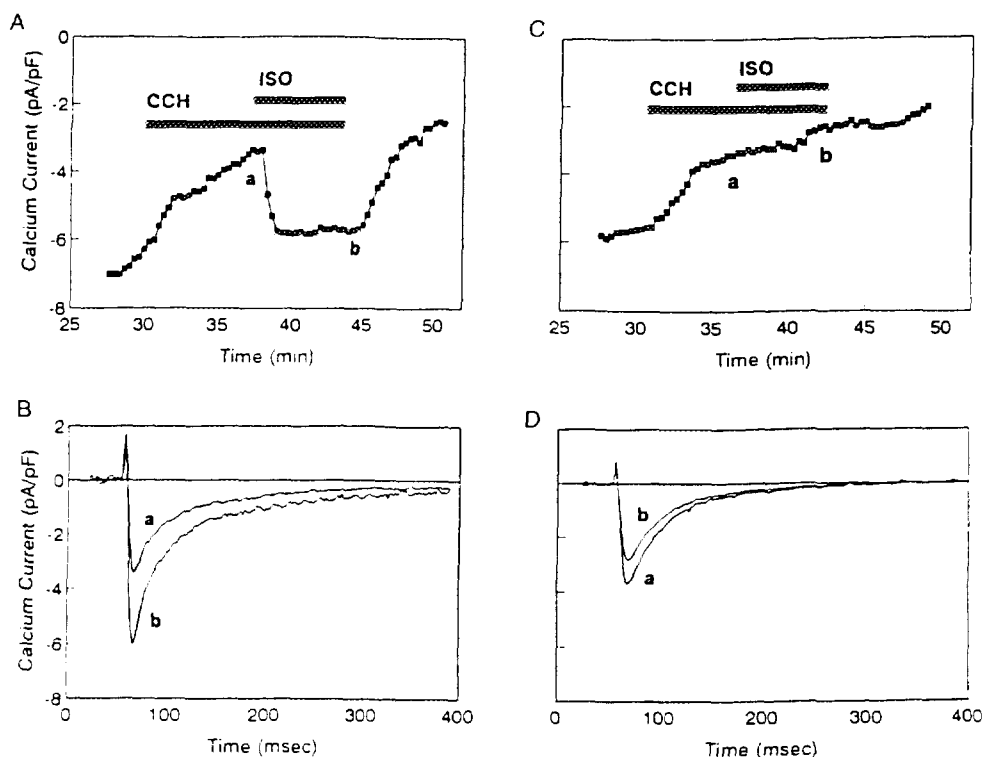 A
0
-2
-4
-6
-8
Calcium Current (pA/pF)
CCH
ISO
a
b
25 30 35 40 45 50
Time (min)
C
CCH
ISO
a
b
25 30 35 40 45 50
Time (min)
B
2
0
-2
-4
-6
-8
Calcium Current (pA/pF)
a
b
0 100 200 300 400
Time (msec)
D
b
a
0 100 200 300 400
Time (msec)